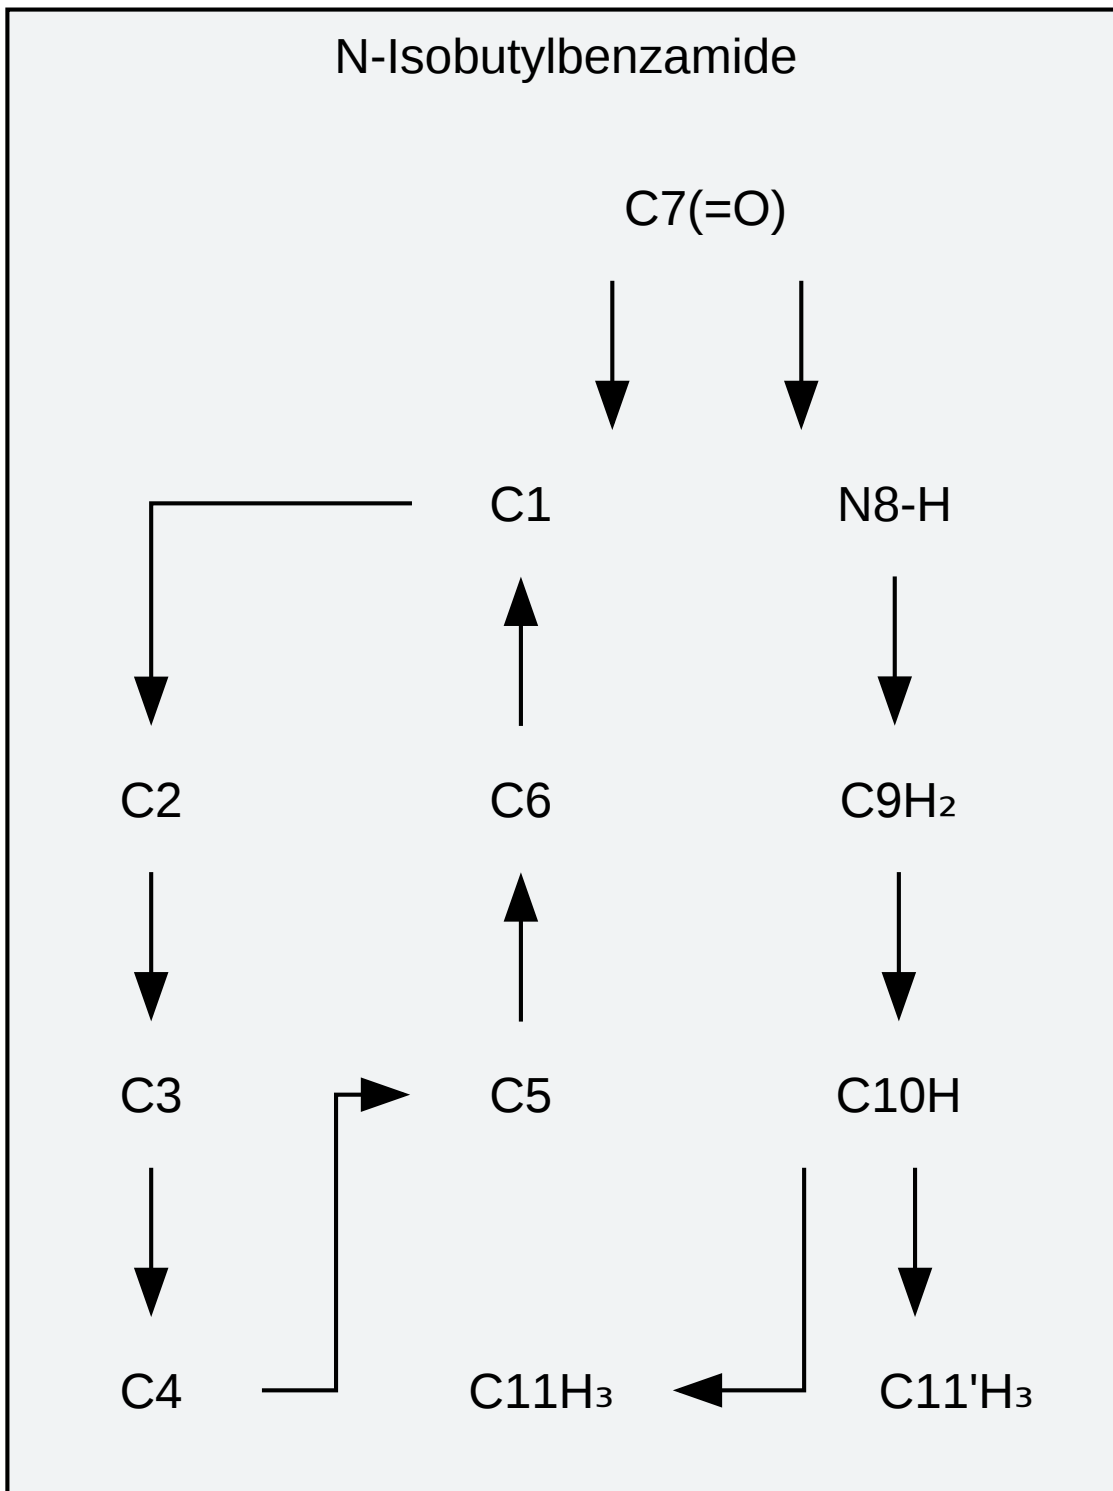 N-Isobutylbenzamide
C7(=O)
C1 N8-H
C2 C6 C9H₂
C3 C5 C10H
C4 C11H₃ C11'H₃